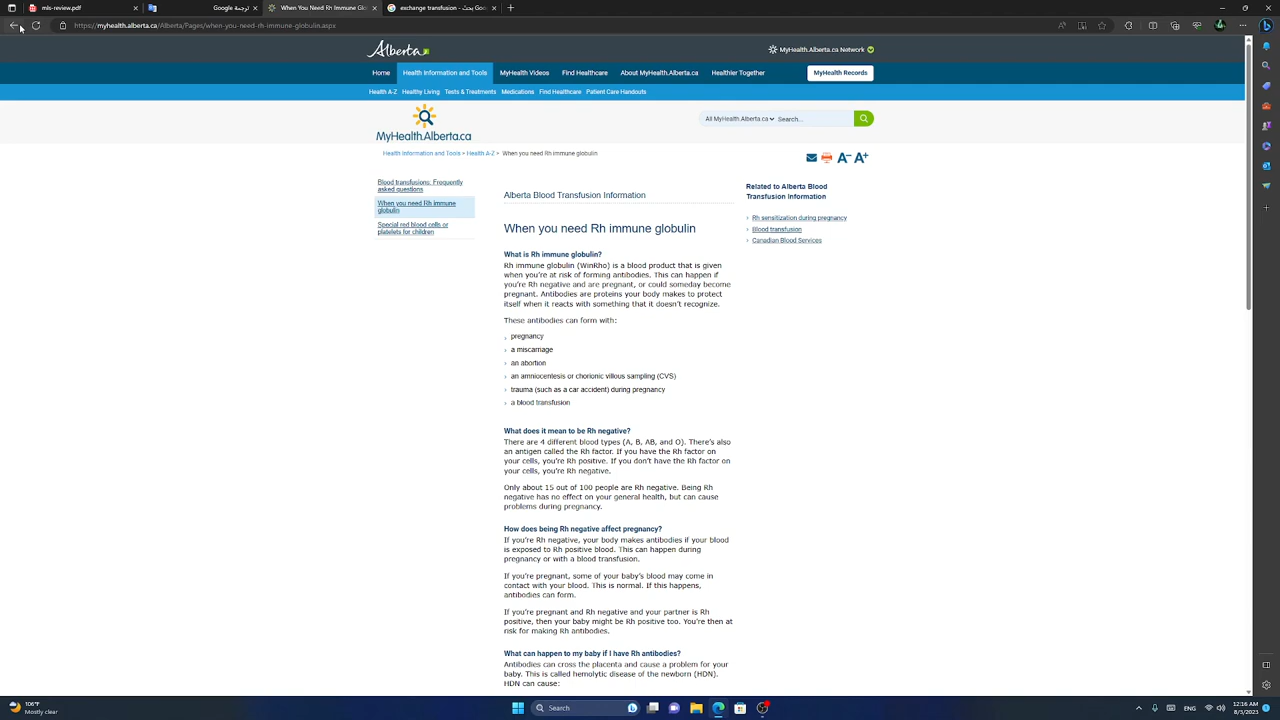 mls-review.pdf
When you need Rh immune glob
https://myhealth.alberta.ca/health/pages/when-you-need-Rh-immune-globulin.aspx
Alberta
MyHealth.Alberta.ca Network
Home Health Information and Tools MyHealth Videos Find Healthcare About MyHealth.Alberta.ca Healthier Together MyHealth Records
Health A-Z Healthy Living Tests & Treatments Medications Find Healthcare Patient Care Handouts
MyHealth.Alberta.ca
All MyHealth.Alberta.ca Search...
Health Information and Tools > Health A-Z > When you need Rh immune globulin
A− A+
Blood transfusions: Frequently
asked questions
When you need Rh immune
globulin
Special red blood cells or
platelets for children
Alberta Blood Transfusion Information
When you need Rh immune globulin
What is Rh immune globulin?
Rh immune globulin (WinRho) is a blood product that is given
when you're at risk of forming antibodies. This can happen if
you're Rh negative and are pregnant, or could someday become
pregnant. Antibodies are proteins your body makes to protect
itself when it reacts with something that it doesn't recognize.
These antibodies can form with:
pregnancy
a miscarriage
an abortion
an amniocentesis or chorionic villous sampling (CVS)
trauma (such as a car accident) during pregnancy
a blood transfusion
What does it mean to be Rh negative?
There are 4 different blood types (A, B, AB, and O). There's also
an antigen called the Rh factor. If you have the Rh factor on
your cells, you're Rh positive. If you don't have the Rh factor on
your cells, you're Rh negative.
Only about 15 out of 100 people are Rh negative. Being Rh
negative has no effect on your general health, but can cause
problems during pregnancy.
How does being Rh negative affect pregnancy?
If you're Rh negative, your body makes antibodies if your blood
is exposed to Rh positive blood. This can happen during
pregnancy or with a blood transfusion.
If you're pregnant, some of your baby's blood may come in
contact with your blood. This is normal. If this happens,
antibodies can form.
If you're pregnant and Rh negative and your partner is Rh
positive, then your baby might be Rh positive too. You're then at
risk for making Rh antibodies.
What can happen to my baby if I have Rh antibodies?
Antibodies can cross the placenta and cause a problem for your
baby. This is called hemolytic disease of the newborn (HDN).
HDN can cause:
Related to Alberta Blood
Transfusion Information
Rh sensitization during pregnancy
Blood transfusion
Canadian Blood Services
106°F
Mostly clear
Search
ENG
12:16 AM
8/5/2023